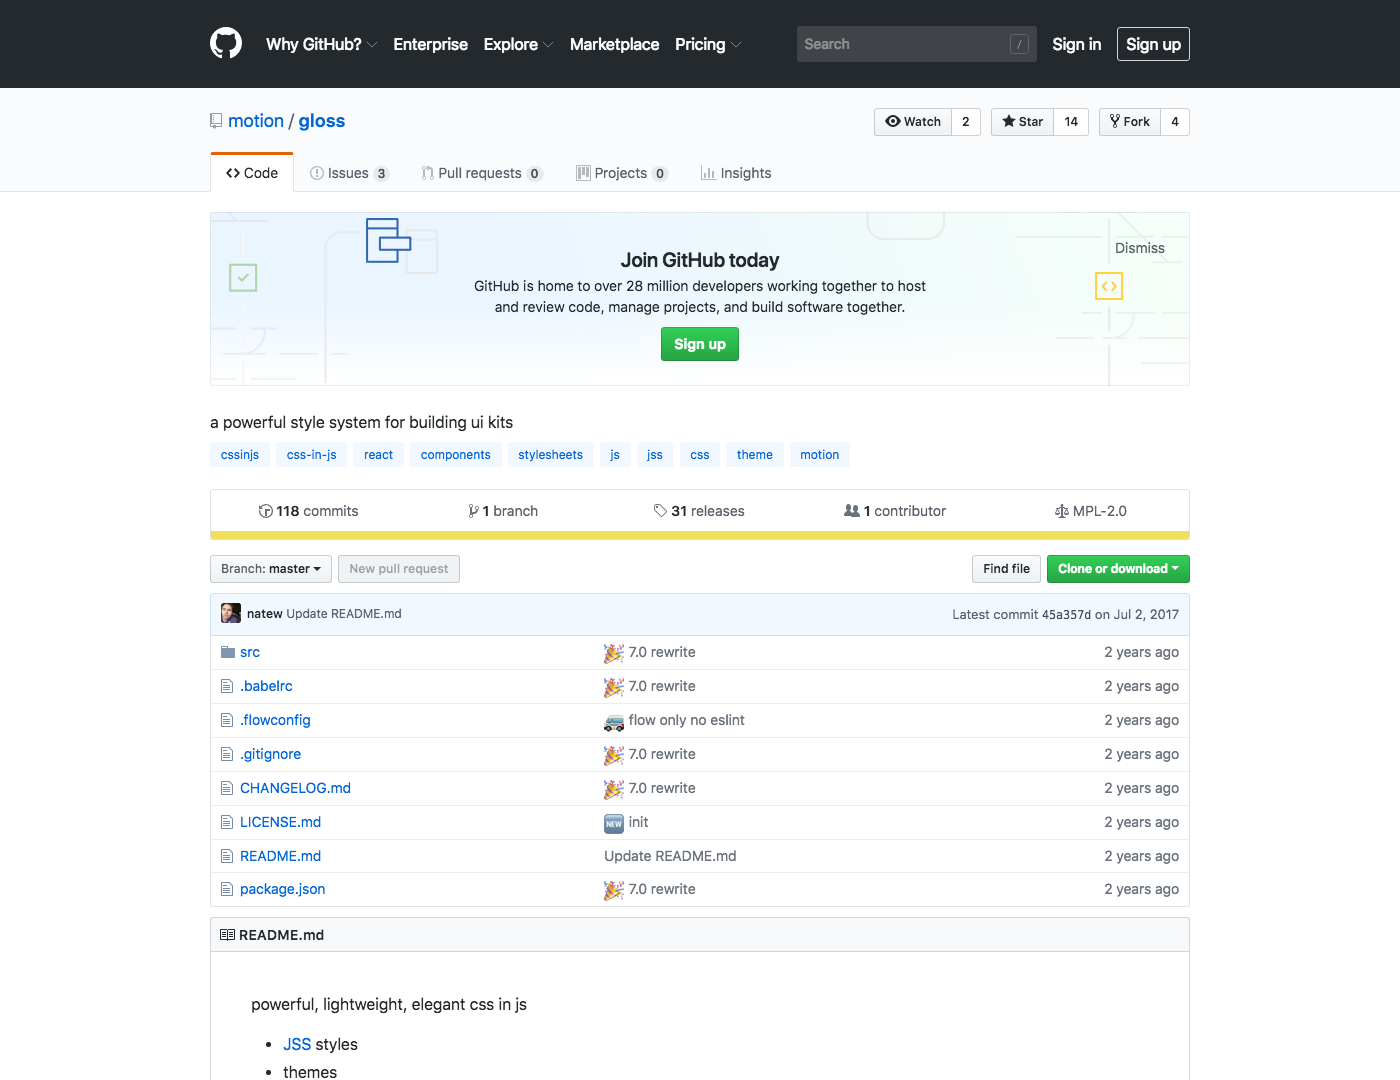 Why GitHub? Enterprise Explore Marketplace Pricing Search / Sign in Sign up
motion / gloss Watch 2 Star 14 Fork 4
Code Issues 3 Pull requests 0 Projects 0 Insights
Dismiss
Join GitHub today
GitHub is home to over 28 million developers working together to host
and review code, manage projects, and build software together.
Sign up
a powerful style system for building ui kits
cssinjs css-in-js react components stylesheets js jss css theme motion
118 commits 1 branch 31 releases 1 contributor MPL-2.0
Branch: master New pull request Find file Clone or download
natew Update README.md Latest commit 45a357d on Jul 2, 2017
src 7.0 rewrite 2 years ago
.babelrc 7.0 rewrite 2 years ago
.flowconfig flow only no eslint 2 years ago
.gitignore 7.0 rewrite 2 years ago
CHANGELOG.md 7.0 rewrite 2 years ago
LICENSE.md NEW init 2 years ago
README.md Update README.md 2 years ago
package.json 7.0 rewrite 2 years ago
README.md
powerful, lightweight, elegant css in js
• JSS styles
• themes